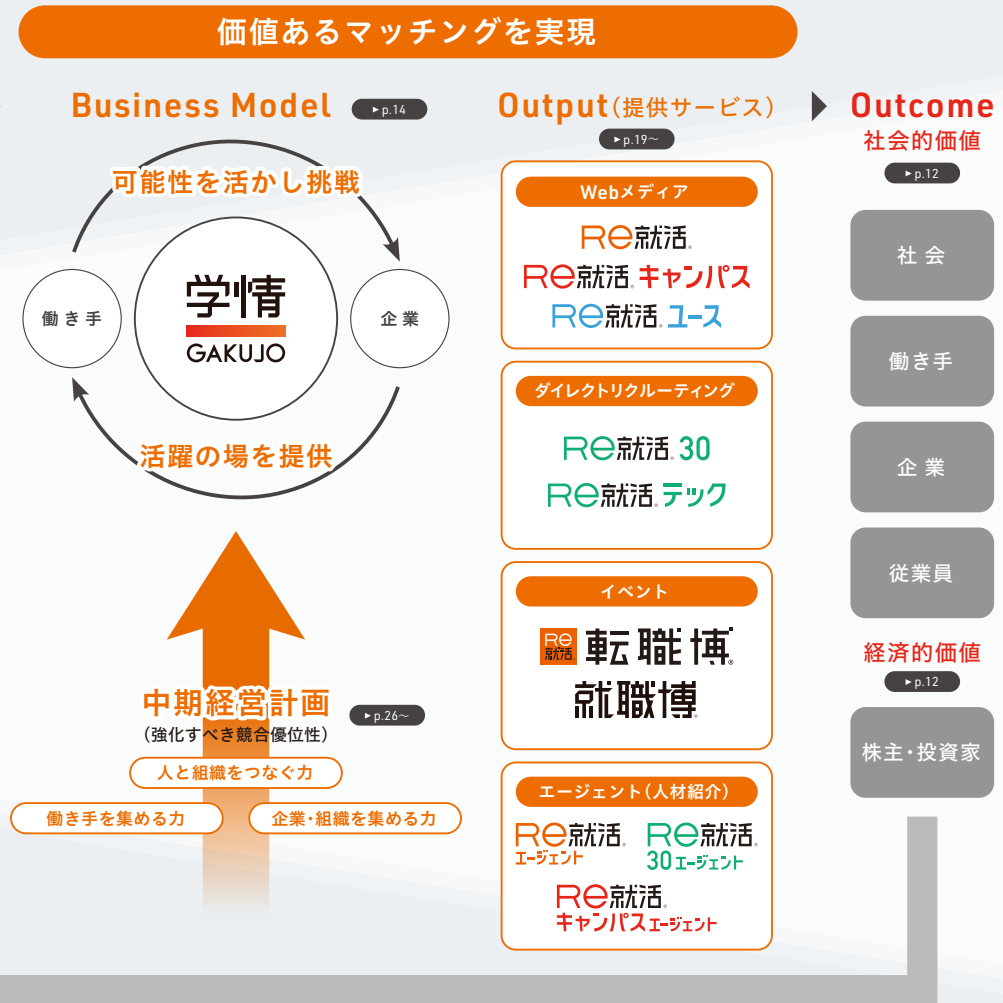 価値あるマッチングを実現
Business Model
▶p.14
可能性を活かし挑戦
働き手
学情
GAKUJO
企業
活躍の場を提供
中期経営計画
▶p.26~
(強化すべき競合優位性)
人と組織をつなぐ力
働き手を集める力
企業・組織を集める力
Output(提供サービス)
▶p.19~
Webメディア
Re就活®
Re就活®キャンパス
Re就活®ユース
ダイレクトリクルーティング
Re就活®30
Re就活®テック
イベント
Re就活 転職博®
就職博®
エージェント(人材紹介)
Re就活®
エージェント
Re就活®
30エージェント
Re就活®
キャンパスエージェント
▶
Outcome
社会的価値
▶p.12
社会
働き手
企業
従業員
経済的価値
▶p.12
株主・投資家